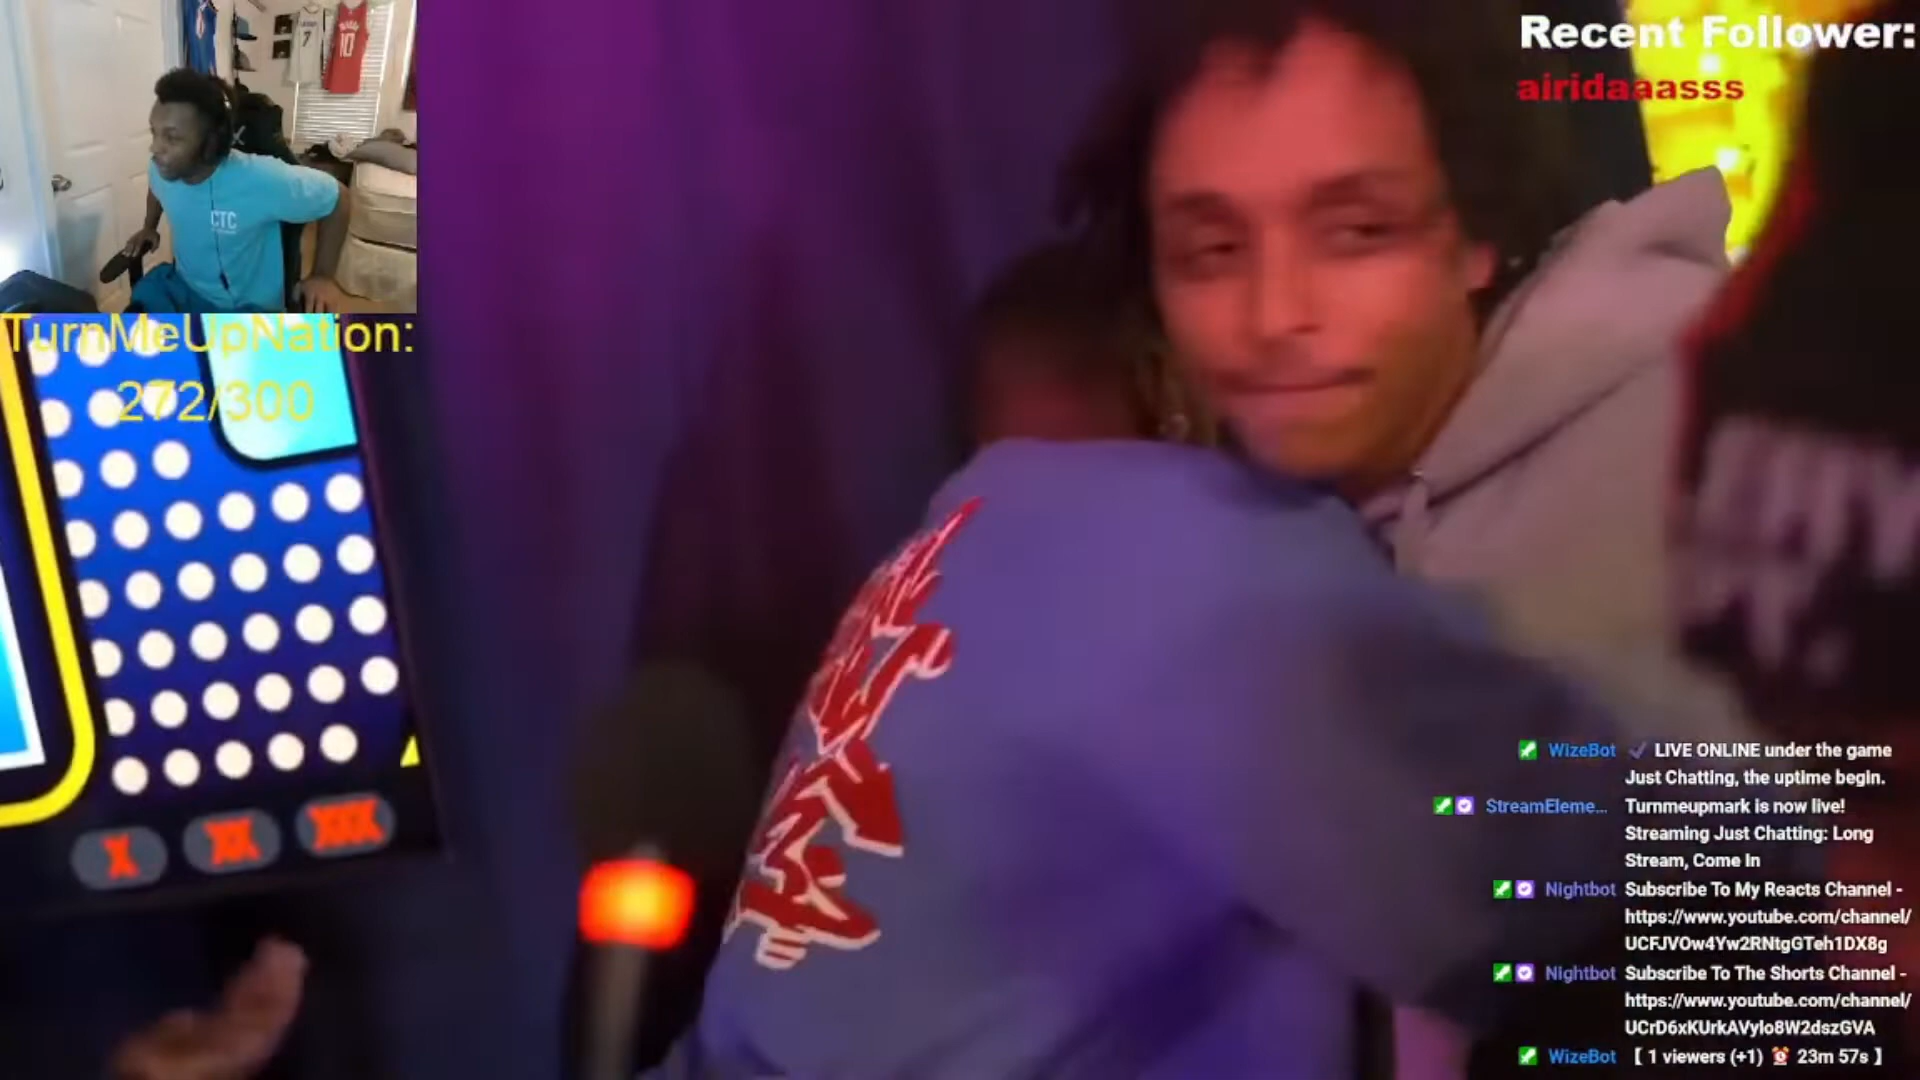 Recent Follower:
airidaaasss
7
10
CTC
TurnMeUpNation:
272/300
X
XX
XXX
WizeBot LIVE ONLINE under the game
Just Chatting, the uptime begin.
StreamEleme... Turnmeupmark is now live!
Streaming Just Chatting: Long
Stream, Come In
Nightbot Subscribe To My Reacts Channel -
https://www.youtube.com/channel/
UCFJVOw4Yw2RNtgGTeh1DX8g
Nightbot Subscribe To The Shorts Channel -
https://www.youtube.com/channel/
UCrD6xKUrkAVylo8W2dszGVA
WizeBot 【 1 viewers (+1) ⏰ 23m 57s 】